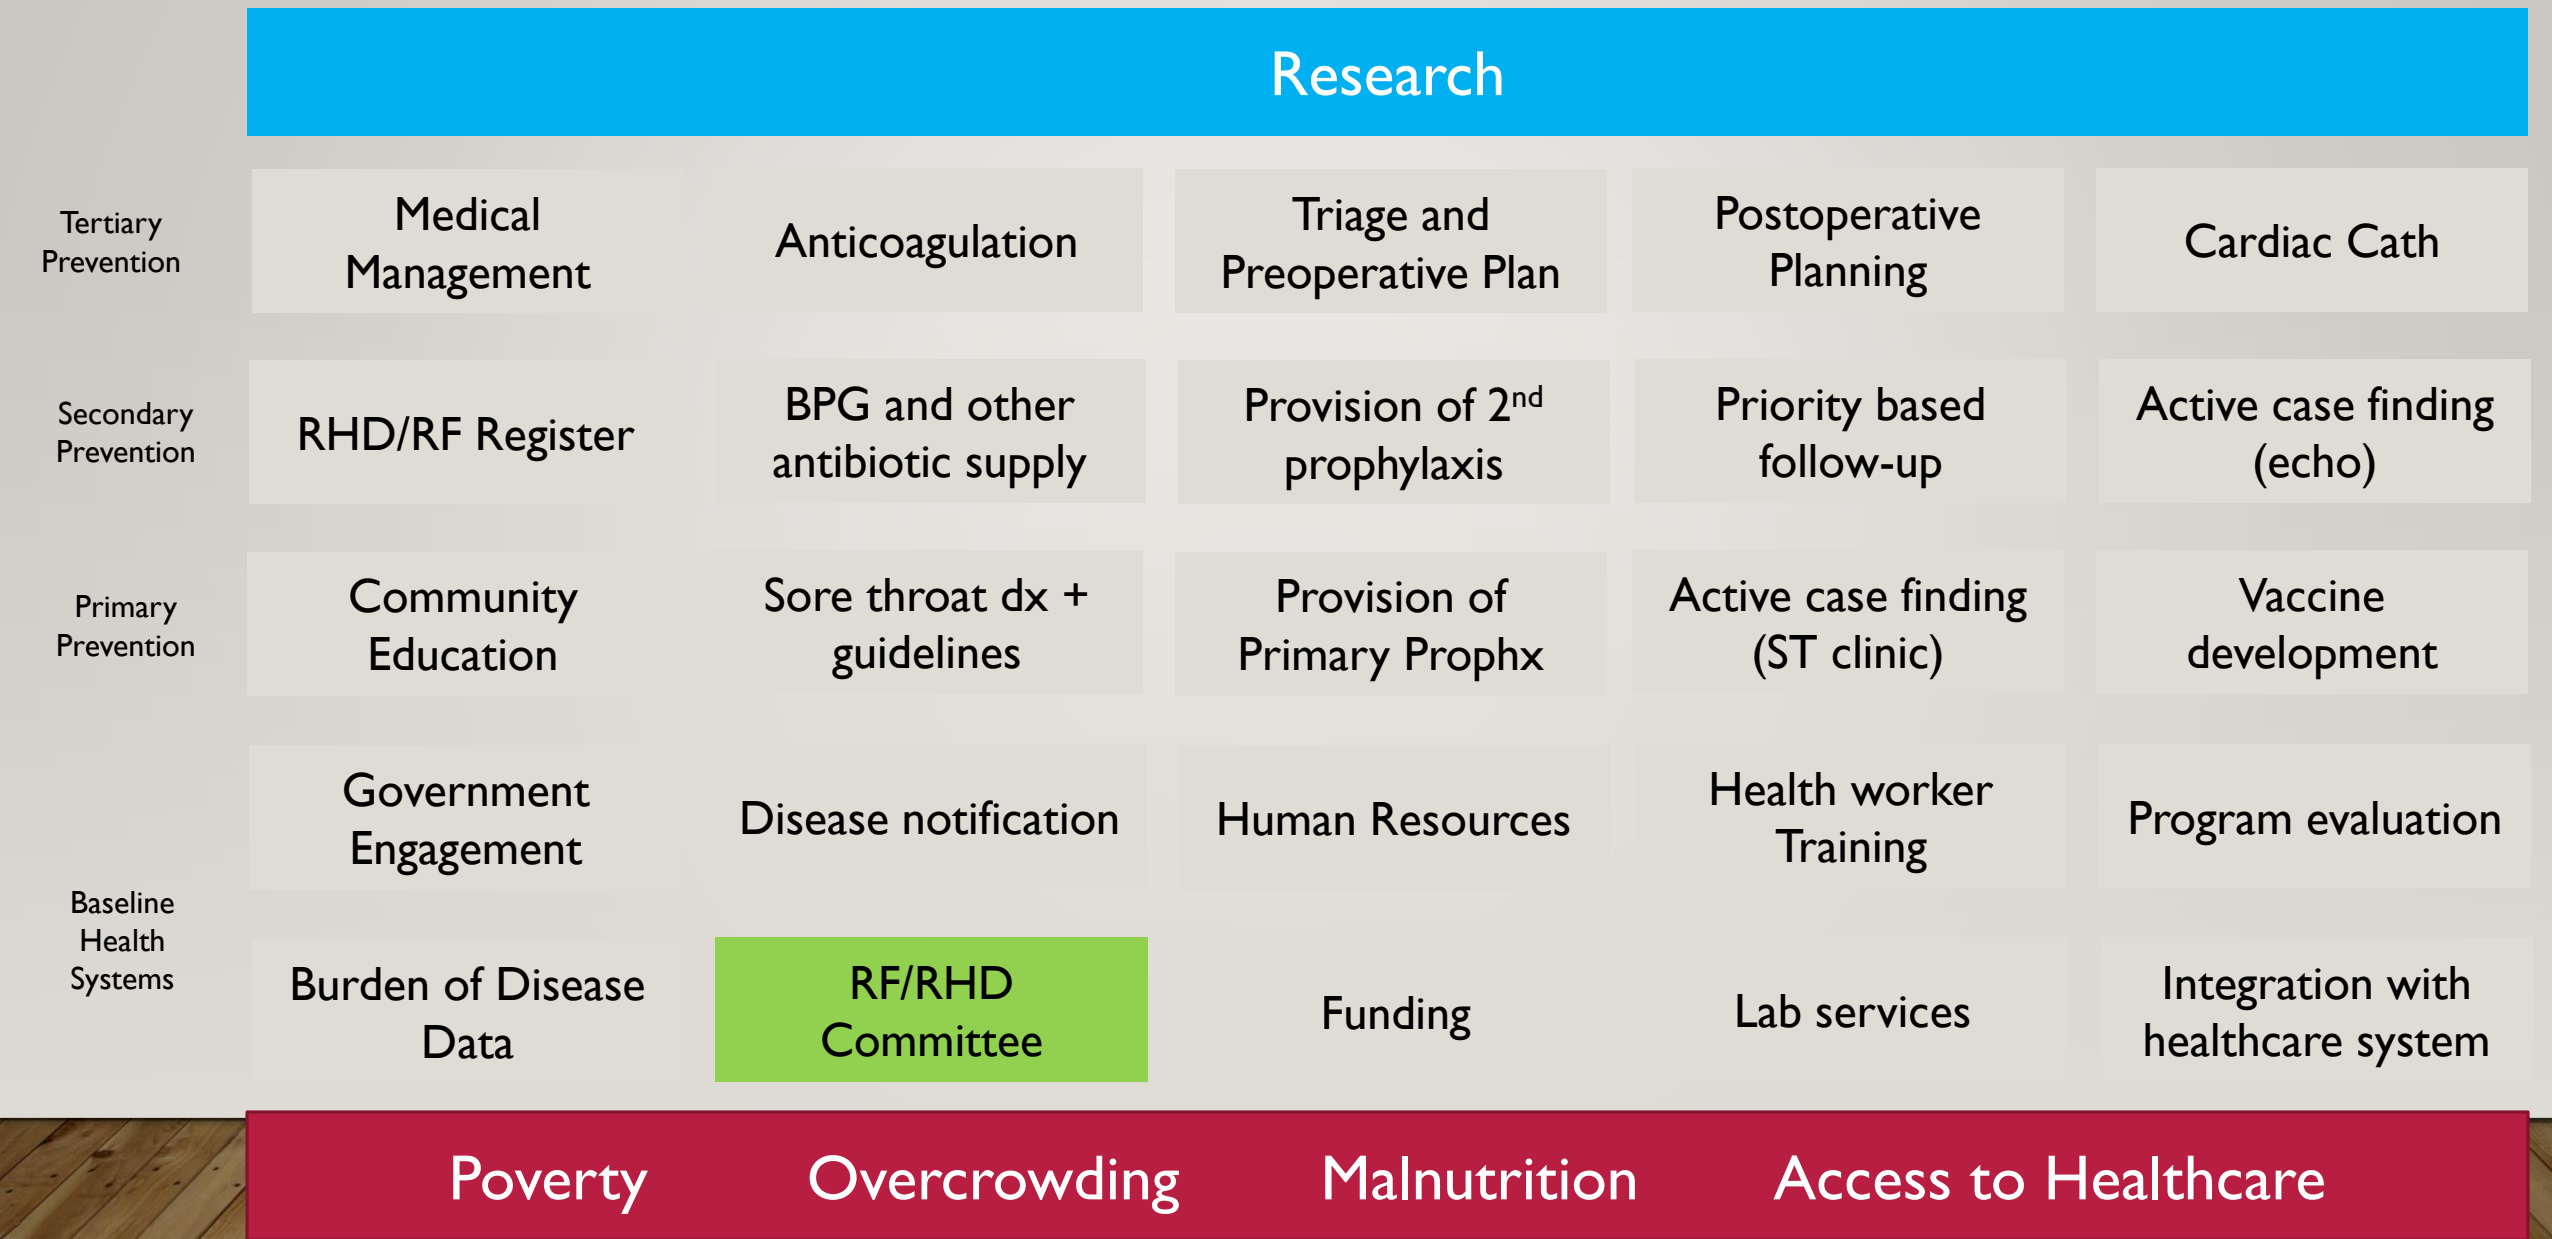 Research
Tertiary
Prevention
Medical
Management
Anticoagulation
Triage and
Preoperative Plan
Postoperative
Planning
Cardiac Cath
Secondary
Prevention
RHD/RF Register
BPG and other
antibiotic supply
Provision of 2nd
prophylaxis
Priority based
follow-up
Active case finding
(echo)
Primary
Prevention
Community
Education
Sore throat dx +
guidelines
Provision of
Primary Prophx
Active case finding
(ST clinic)
Vaccine
development
Baseline
Health
Systems
Government
Engagement
Disease notification
Human Resources
Health worker
Training
Program evaluation
Burden of Disease
Data
RF/RHD
Committee
Funding
Lab services
Integration with
healthcare system
Poverty Overcrowding Malnutrition Access to Healthcare